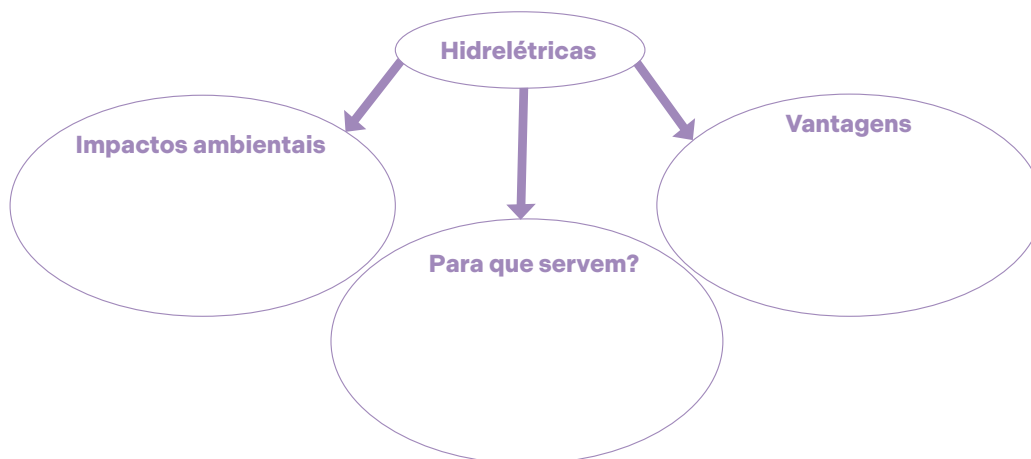 Hidrelétricas
Impactos ambientais
Vantagens
Para que servem?